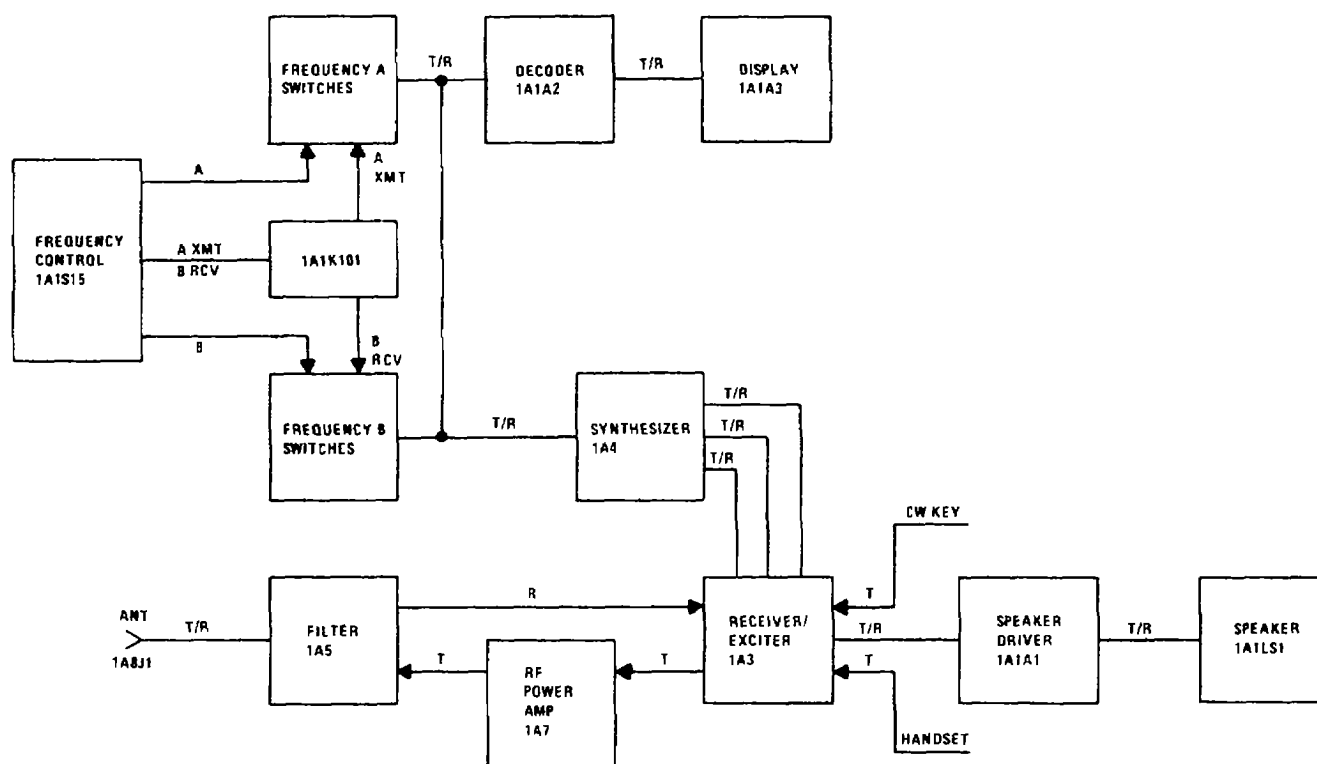 FREQUENCY A
SWITCHES
T/R
DECODER
1A1A2
T/R
DISPLAY
1A1A3
A
A
XMT
FREQUENCY
CONTROL
1A1S15
A XMT
B RCV
1A1K101
B
B
RCV
FREQUENCY B
SWITCHES
T/R
SYNTHESIZER
1A4
T/R
T/R
T/R
CW KEY
T
ANT
1A8J1
T/R
FILTER
1A5
R
T
RF
POWER
AMP
1A7
T
RECEIVER/
EXCITER
1A3
T/R
T
HANDSET
SPEAKER
DRIVER
1A1A1
T/R
SPEAKER
1A1LS1